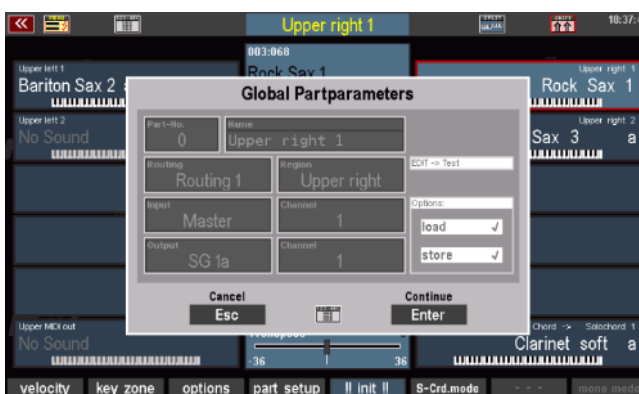 Upper right 1
18:37:
003:068
Upper left 1
Bariton Sax 2
Rock Sax 1
Upper right 1
Rock Sax 1
Global Partparameters
Upper left 2
No Sound
Part-No.
0
Name
Upper right 1
Upper right 2
Sax 3 a
Routing
Routing 1
Region
Upper right
EDIT -> Test
Input
Master
Channel
1
Options:
load
store
Output
SG 1a
Channel
1
Cancel
Esc
Continue
Enter
Upper MIDI out
No Sound
Chord -> Solochord 1
Clarinet soft a
-36
36
velocity key zone options part setup !! init !! S-Crd.mode - - - mono mode